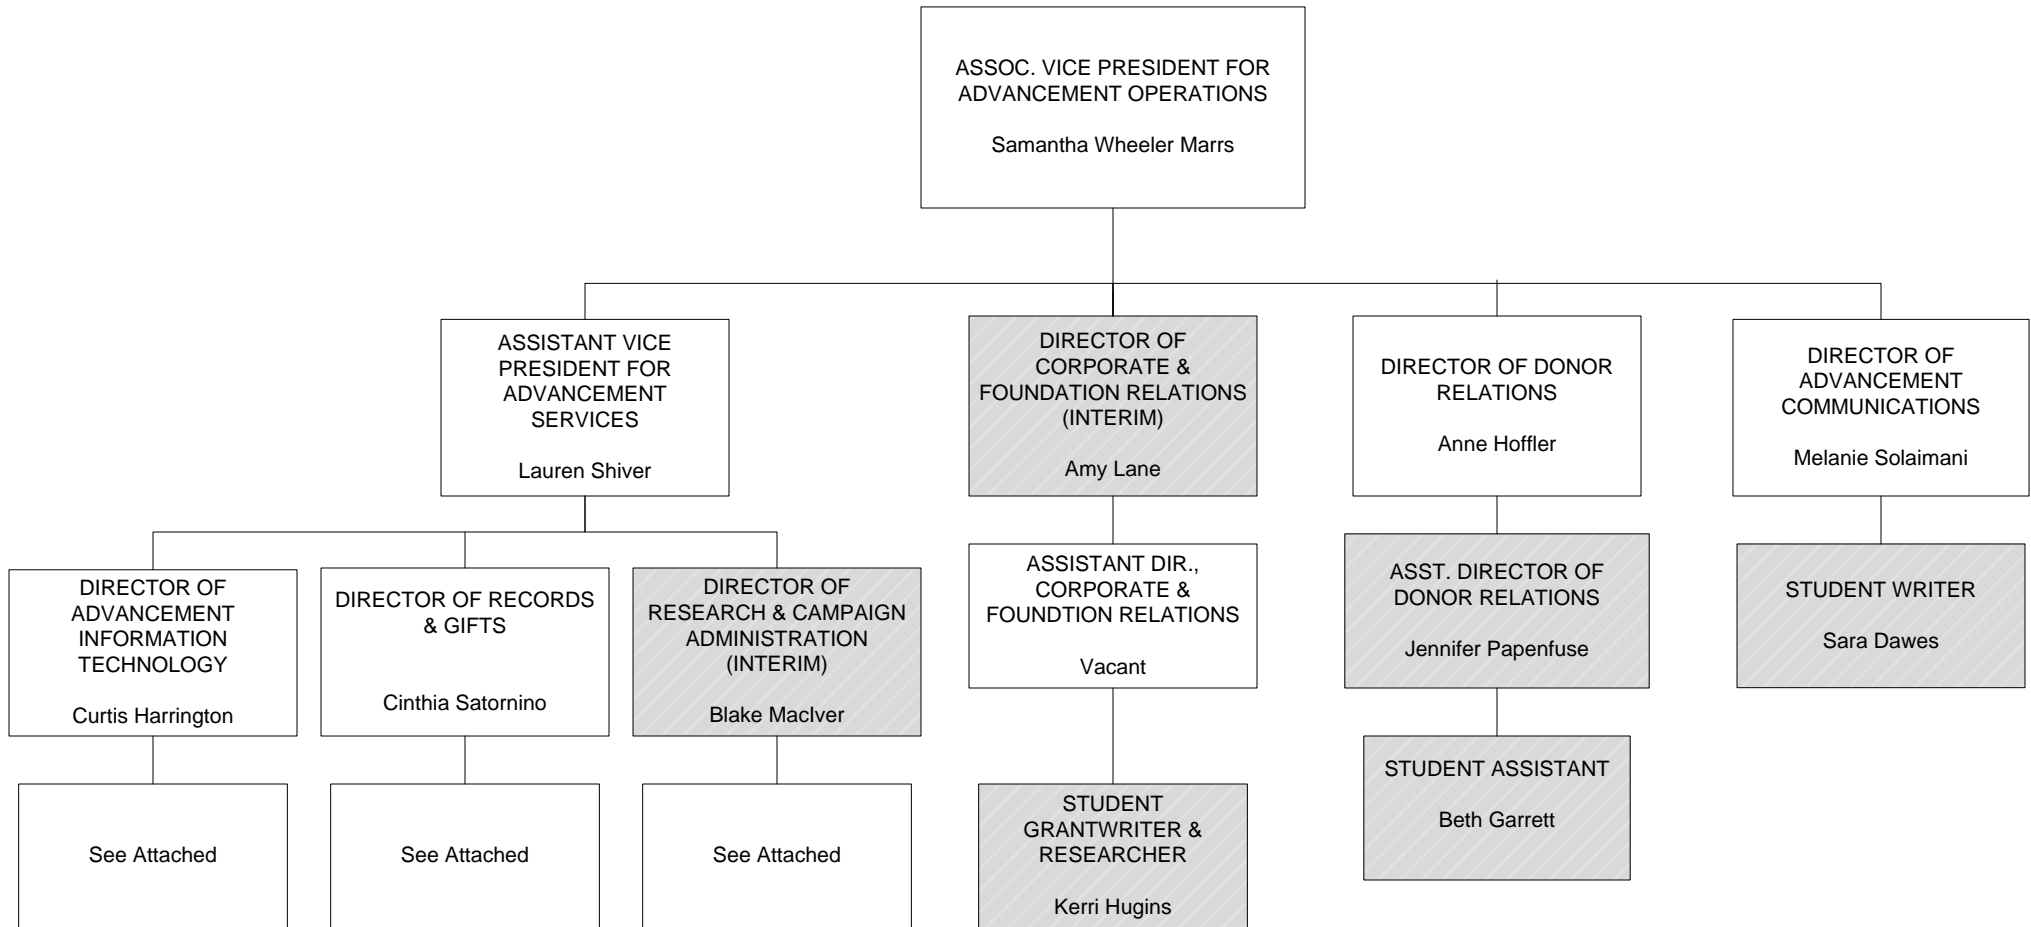 ASSOC. VICE PRESIDENT FOR
ADVANCEMENT OPERATIONS
Samantha Wheeler Marrs
ASSISTANT VICE
PRESIDENT FOR
ADVANCEMENT
SERVICES
Lauren Shiver
DIRECTOR OF
CORPORATE &
FOUNDATION RELATIONS
(INTERIM)
Amy Lane
DIRECTOR OF DONOR
RELATIONS
Anne Hoffler
DIRECTOR OF
ADVANCEMENT
COMMUNICATIONS
Melanie Solaimani
DIRECTOR OF
ADVANCEMENT
INFORMATION
TECHNOLOGY
Curtis Harrington
DIRECTOR OF RECORDS
& GIFTS
Cinthia Satornino
DIRECTOR OF
RESEARCH & CAMPAIGN
ADMINISTRATION
(INTERIM)
Blake MacIver
ASSISTANT DIR.,
CORPORATE &
FOUNDTION RELATIONS
Vacant
ASST. DIRECTOR OF
DONOR RELATIONS
Jennifer Papenfuse
STUDENT WRITER
Sara Dawes
See Attached
See Attached
See Attached
STUDENT
GRANTWRITER &
RESEARCHER
Kerri Hugins
STUDENT ASSISTANT
Beth Garrett